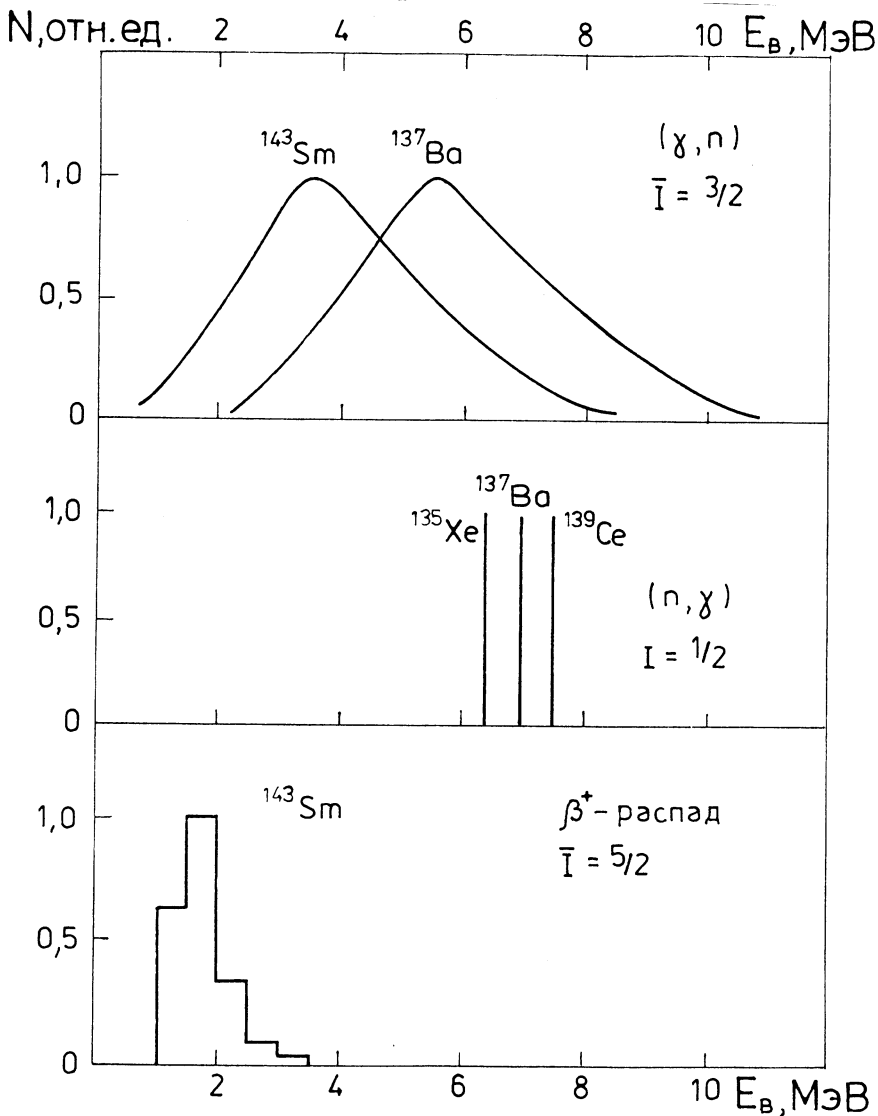 N,отн.ед. 2 4 6 8 10 Eв,МэВ
¹⁴³Sm ¹³⁷Ba (γ,n)
1,0
Ī = 3/2
0,5
0
¹³⁷Ba
1,0 ¹³⁵Xe ¹³⁹Ce
(n,γ)
0,5
I = 1/2
0
¹⁴³Sm β⁺- распад
1,0
Ī = 5/2
0,5
0
2 4 6 8 10 Eв,МэВ